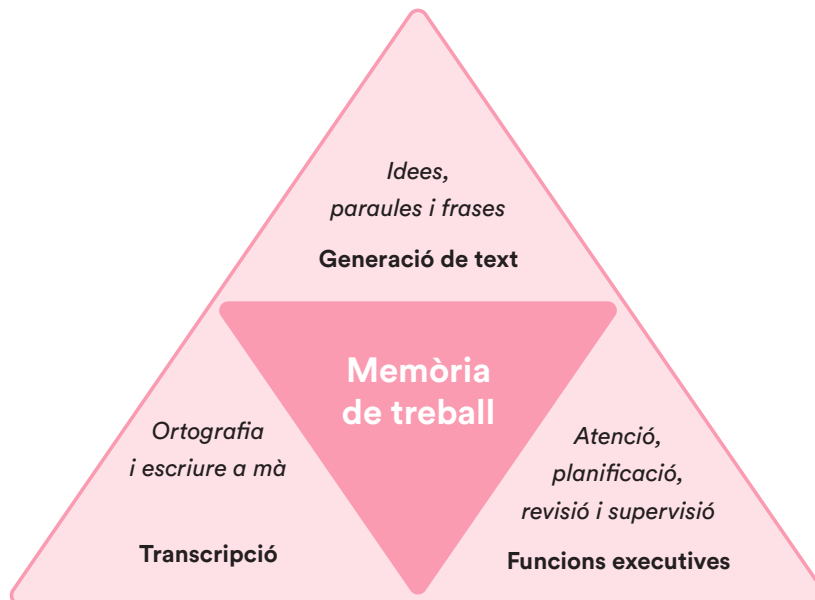 Idees,
paraules i frases
Generació de text
Memòria
de treball
Ortografia
i escriure a mà
Transcripció
Atenció,
planificació,
revisió i supervisió
Funcions executives